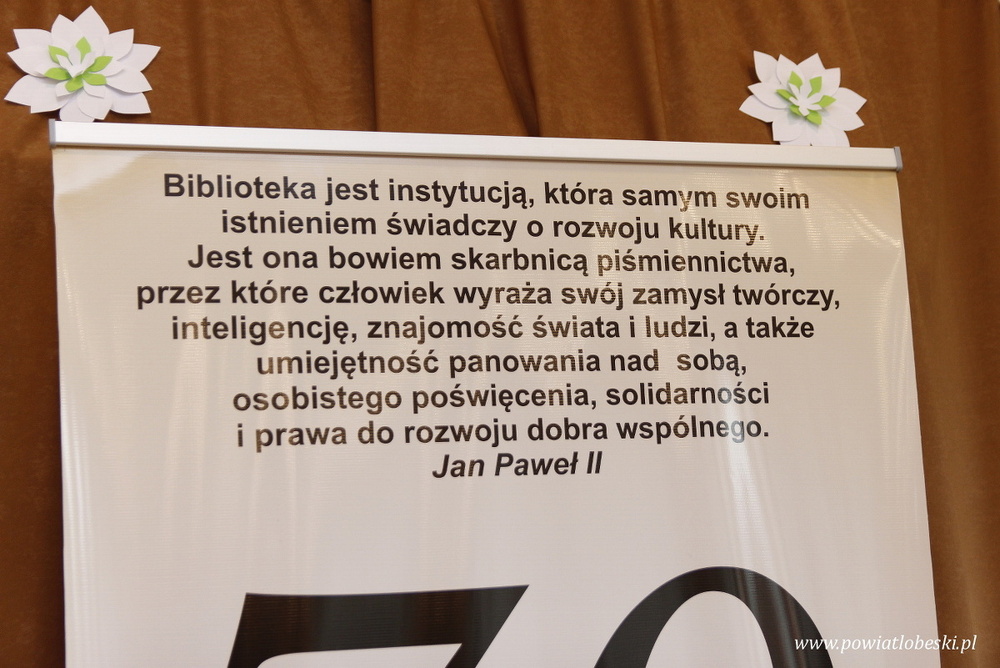 Biblioteka jest instytucją, która samym swoim
istnieniem świadczy o rozwoju kultury.
Jest ona bowiem skarbnicą piśmiennictwa,
przez które człowiek wyraża swój zamysł twórczy,
inteligencję, znajomość świata i ludzi, a także
umiejętność panowania nad sobą,
osobistego poświęcenia, solidarności
i prawa do rozwoju dobra wspólnego.
Jan Paweł II
www.powiatlobeski.pl